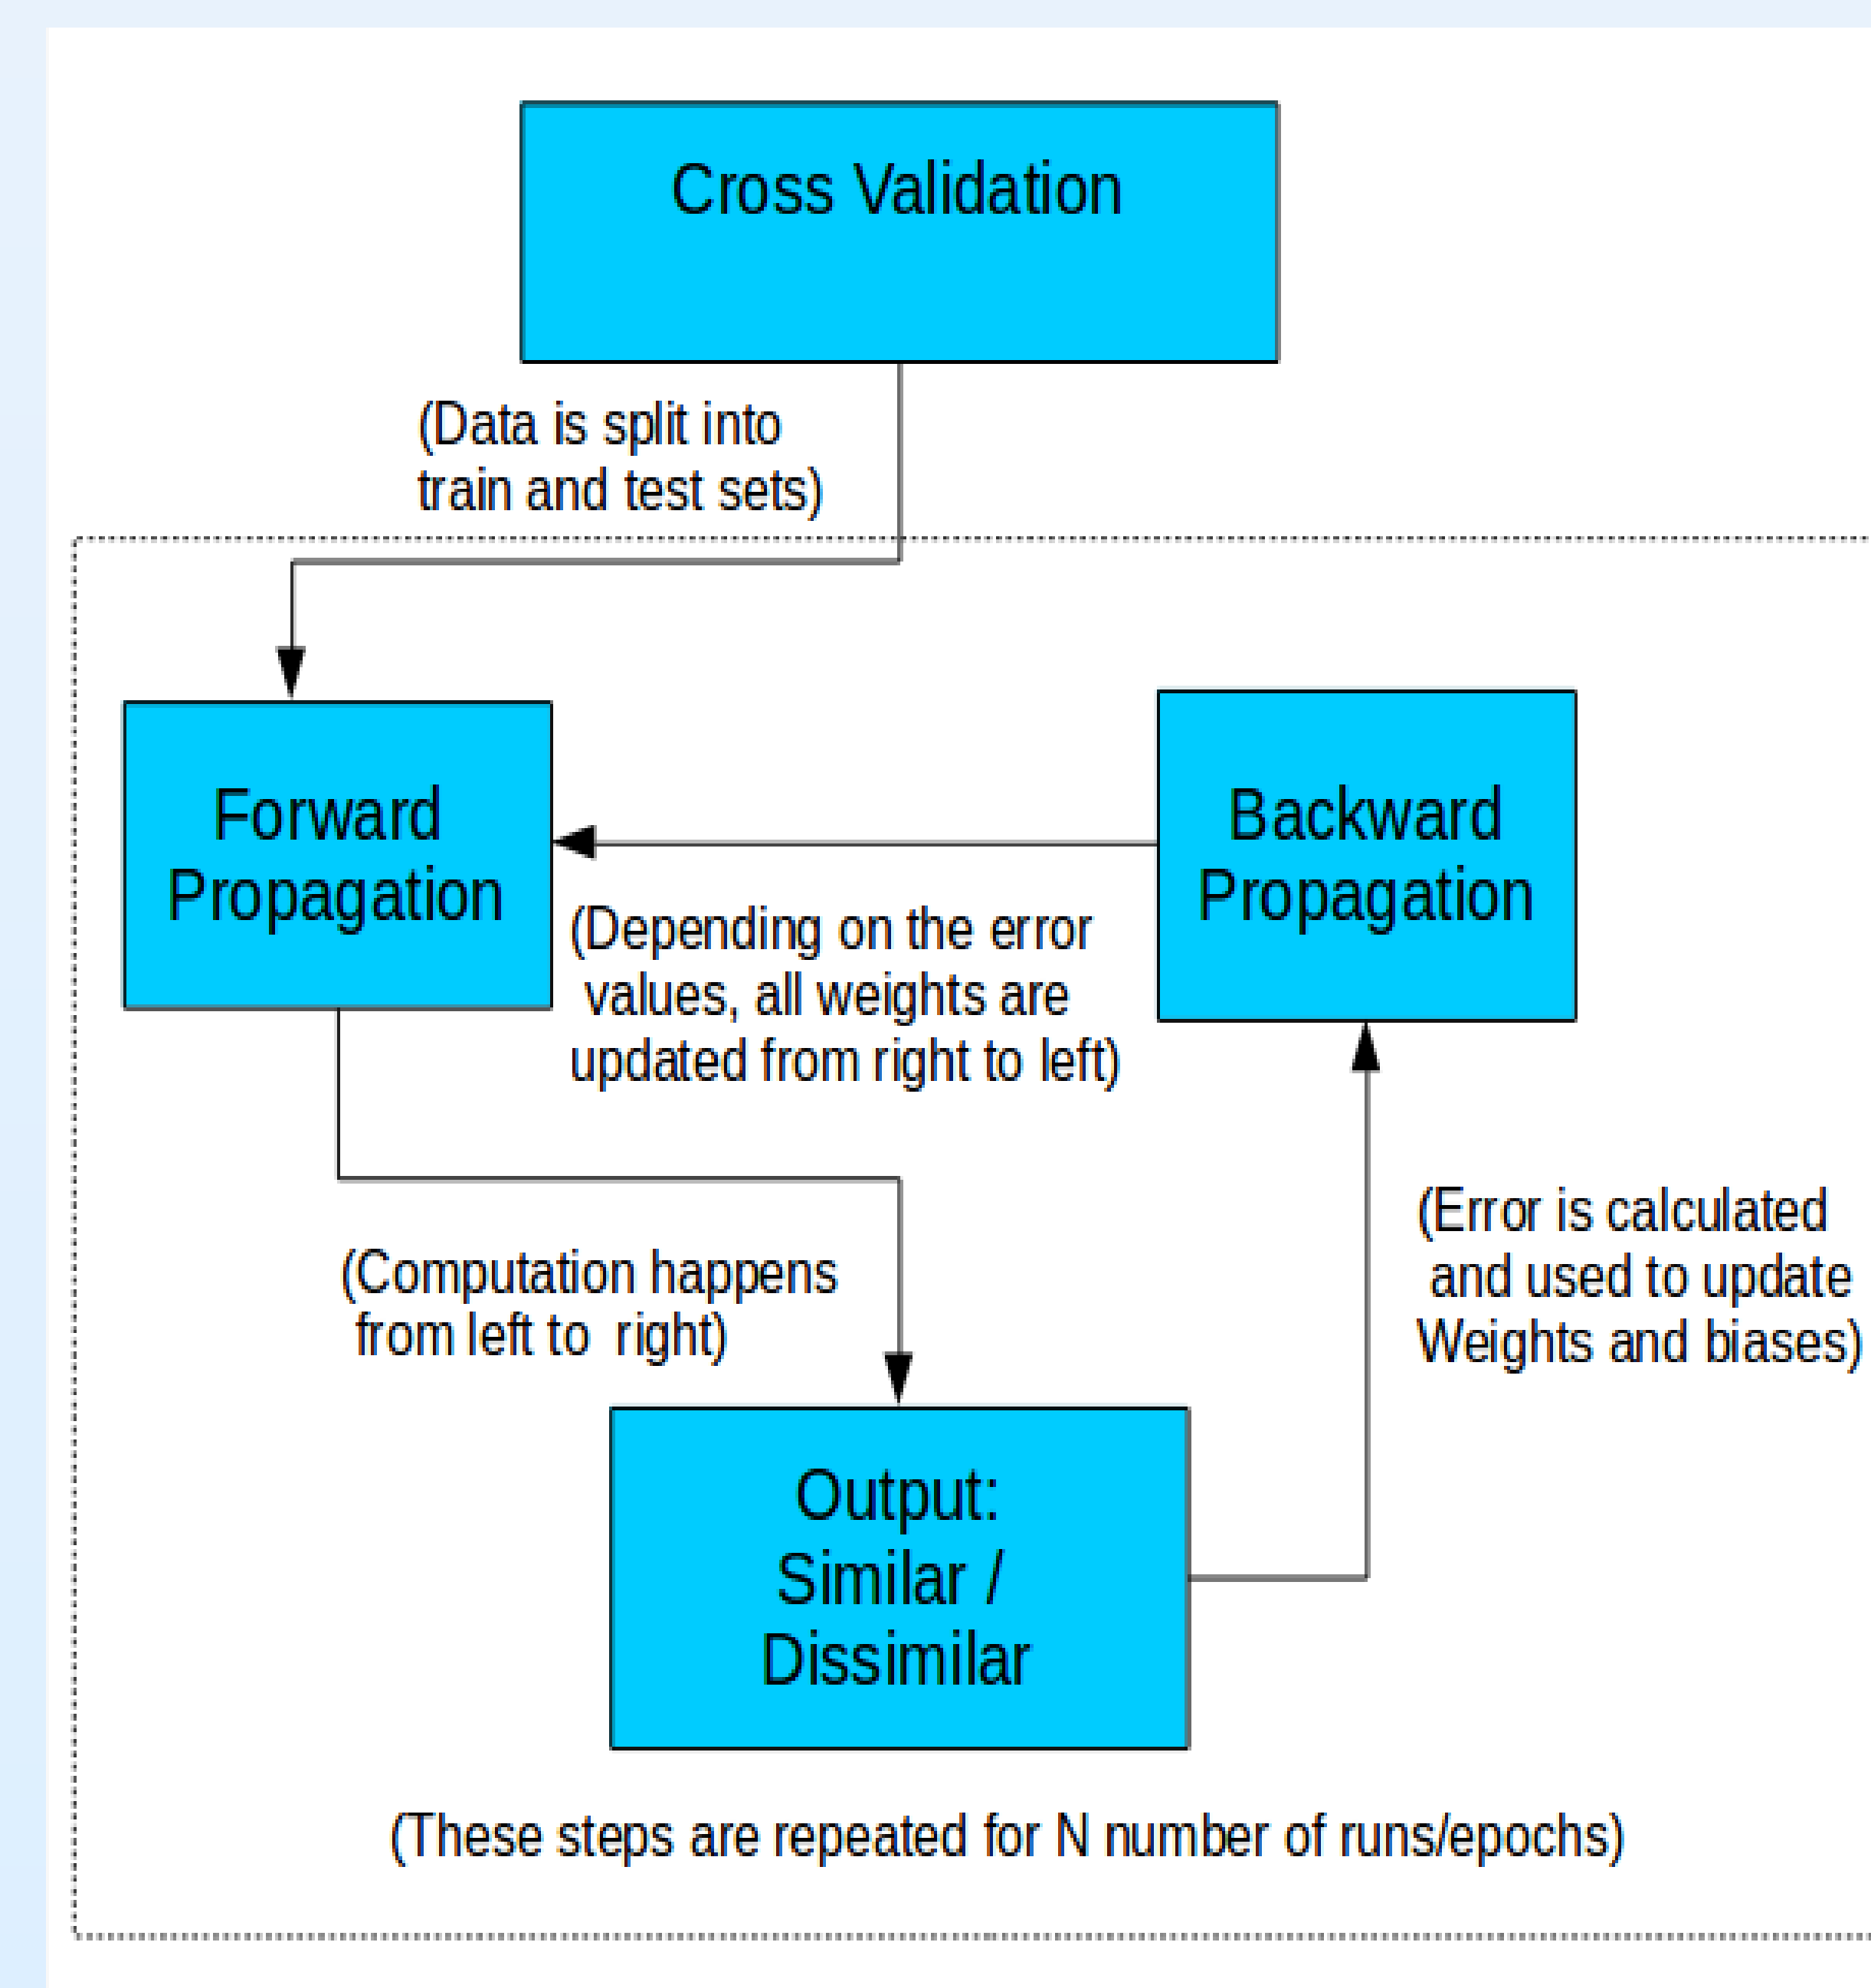 Cross Validation
(Data is split into
train and test sets)
Forward
Propagation
Backward
Propagation
(Depending on the error
values, all weights are
updated from right to left)
(Computation happens
from left to right)
(Error is calculated
and used to update
Weights and biases)
Output:
Similar /
Dissimilar
(These steps are repeated for N number of runs/epochs)